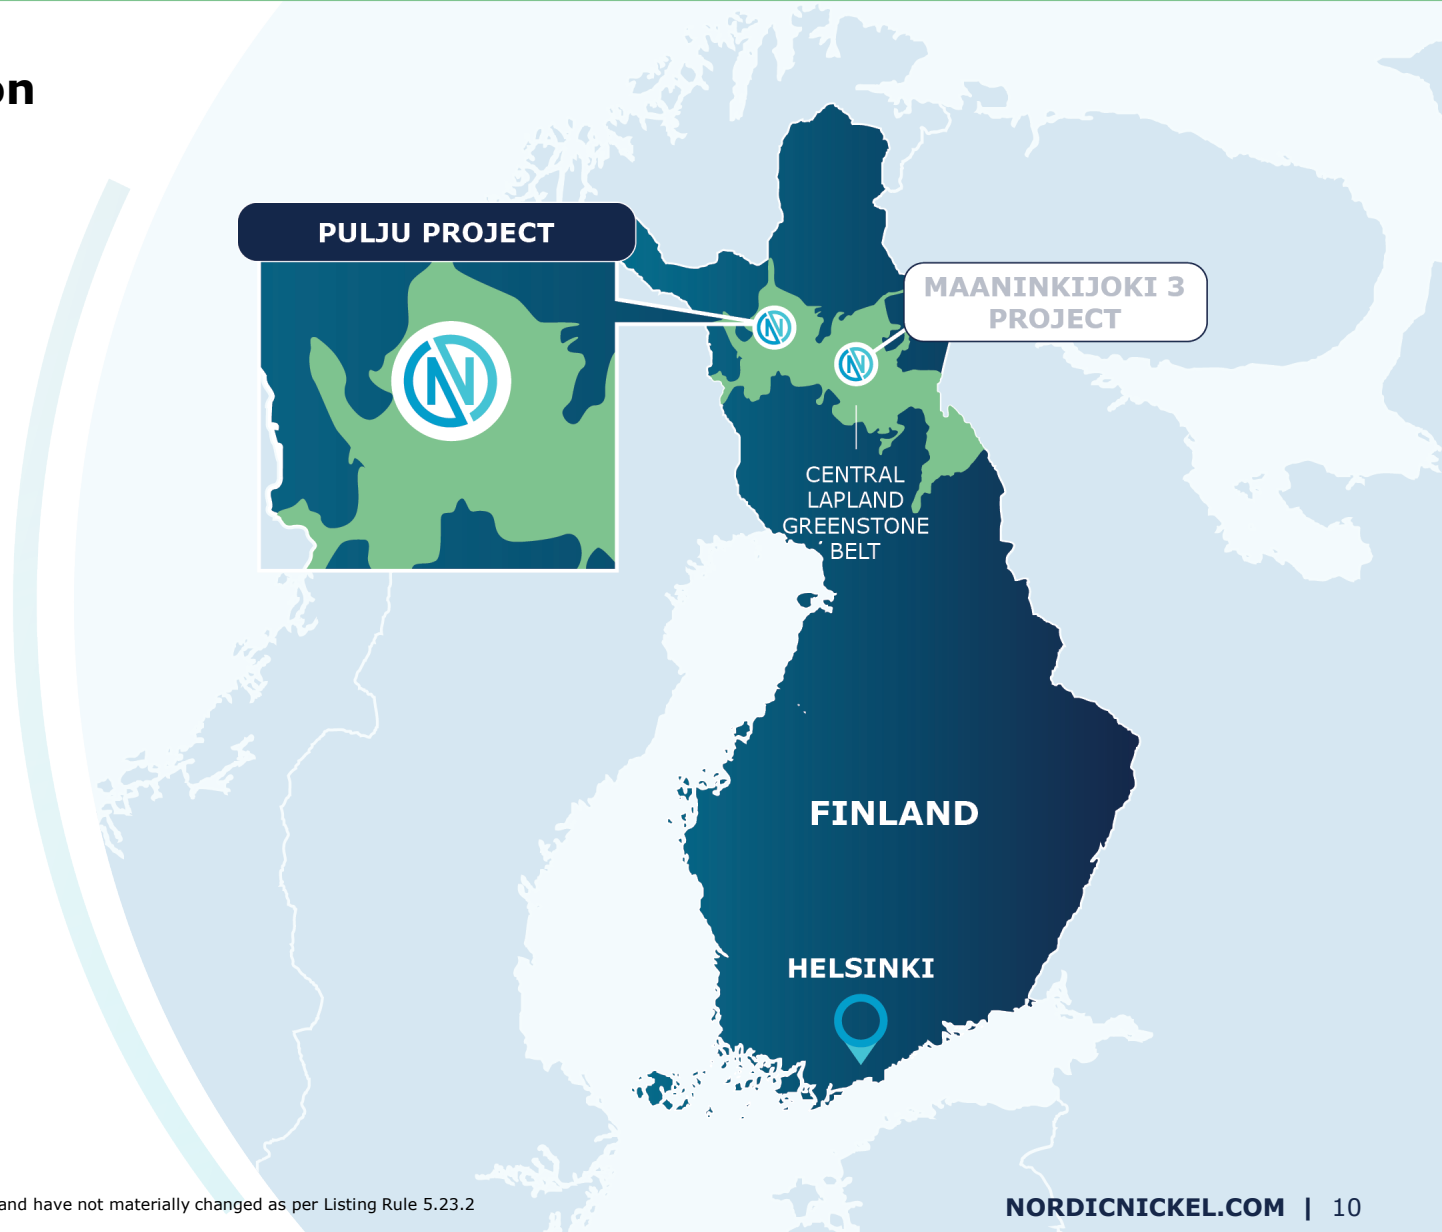 on
PULJU PROJECT
MAANINKIJOKI 3
PROJECT
CENTRAL
LAPLAND
GREENSTONE
BELT
FINLAND
HELSINKI
and have not materially changed as per Listing Rule 5.23.2
NORDICNICKEL.COM | 10